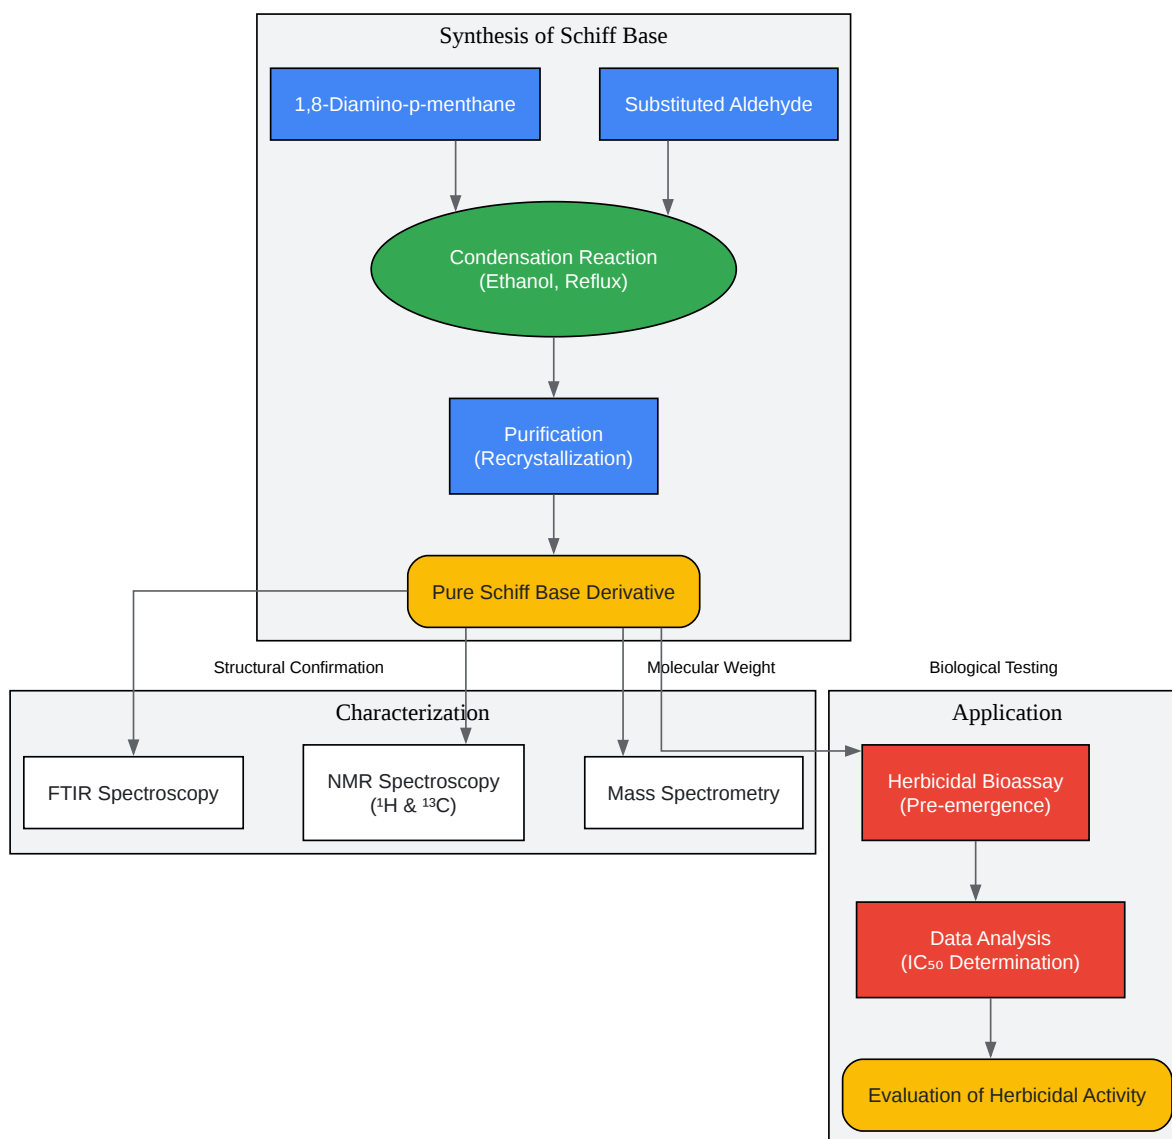 Synthesis of Schiff Base
1,8-Diamino-p-menthane
Substituted Aldehyde
Condensation Reaction
(Ethanol, Reflux)
Purification
(Recrystallization)
Pure Schiff Base Derivative
Structural Confirmation
Molecular Weight
Biological Testing
Characterization
FTIR Spectroscopy
NMR Spectroscopy
(¹H & ¹³C)
Mass Spectrometry
Application
Herbicidal Bioassay
(Pre-emergence)
Data Analysis
(IC₅₀ Determination)
Evaluation of Herbicidal Activity